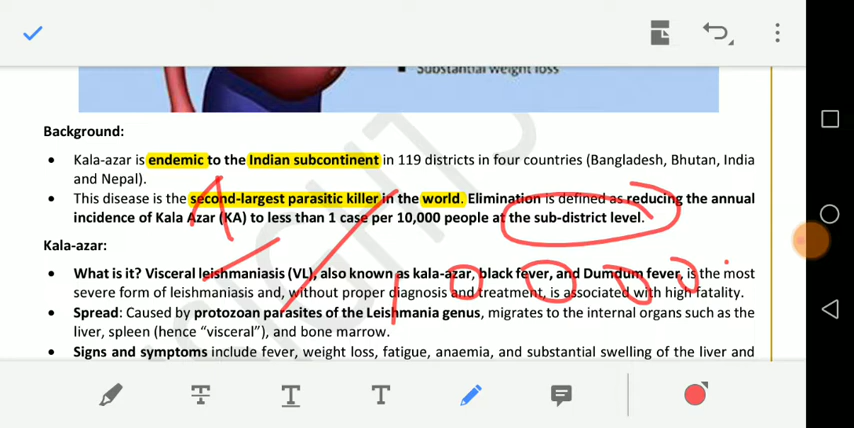 Substantial weight loss
Background:
• Kala-azar is endemic to the Indian subcontinent in 119 districts in four countries (Bangladesh, Bhutan, India
and Nepal).
• This disease is the second-largest parasitic killer in the world. Elimination is defined as reducing the annual
incidence of Kala Azar (KA) to less than 1 case per 10,000 people at the sub-district level.
Kala-azar:
• What is it? Visceral leishmaniasis (VL), also known as kala-azar, black fever, and Dumdum fever, is the most
severe form of leishmaniasis and, without proper diagnosis and treatment, is associated with high fatality.
• Spread: Caused by protozoan parasites of the Leishmania genus, migrates to the internal organs such as the
liver, spleen (hence “visceral”), and bone marrow.
• Signs and symptoms include fever, weight loss, fatigue, anaemia, and substantial swelling of the liver and
1 0 0 0 0
T T T